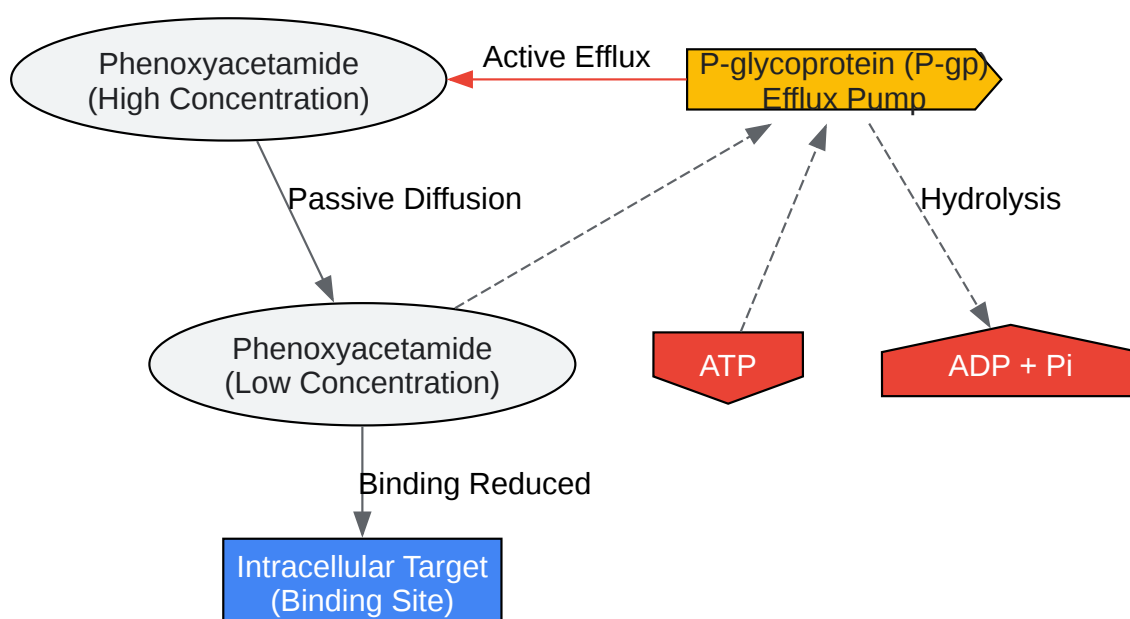 Phenoxyacetamide
(High Concentration)
Active Efflux
P-glycoprotein (P-gp)
Efflux Pump
Passive Diffusion
Hydrolysis
Phenoxyacetamide
(Low Concentration)
ATP
ADP + Pi
Binding Reduced
Intracellular Target
(Binding Site)